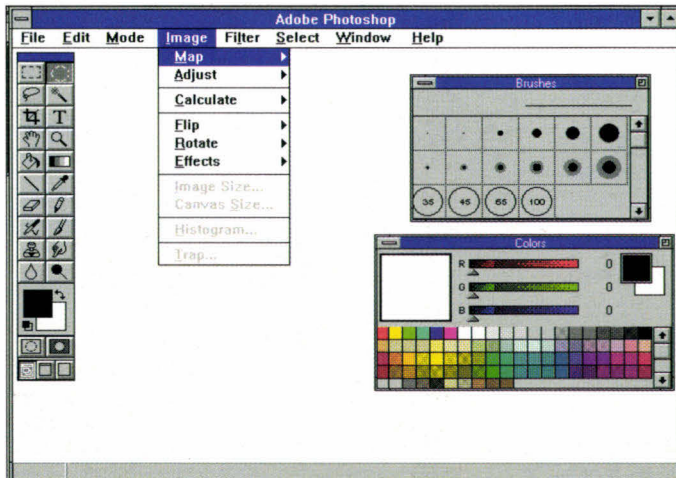 Adobe Photoshop
File Edit Mode Image Filter Select Window Help
Map
Adjust
Calculate
Flip
Rotate
Effects
Image Size...
Canvas Size...
Histogram...
Trap...
T
Brushes
35 45 65 100
Colors
R 0
G 0
B 0